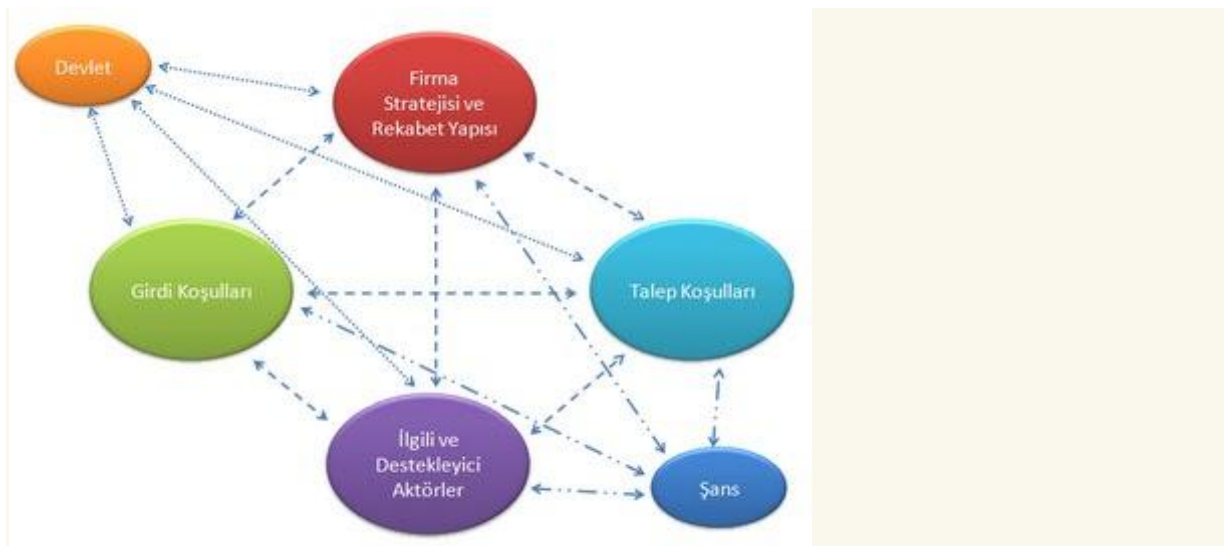 Devlet
Firma
Stratejisi ve
Rekabet Yapısı
Girdi Koşulları
Talep Koşulları
İlgili ve
Destekleyici
Aktörler
Şans